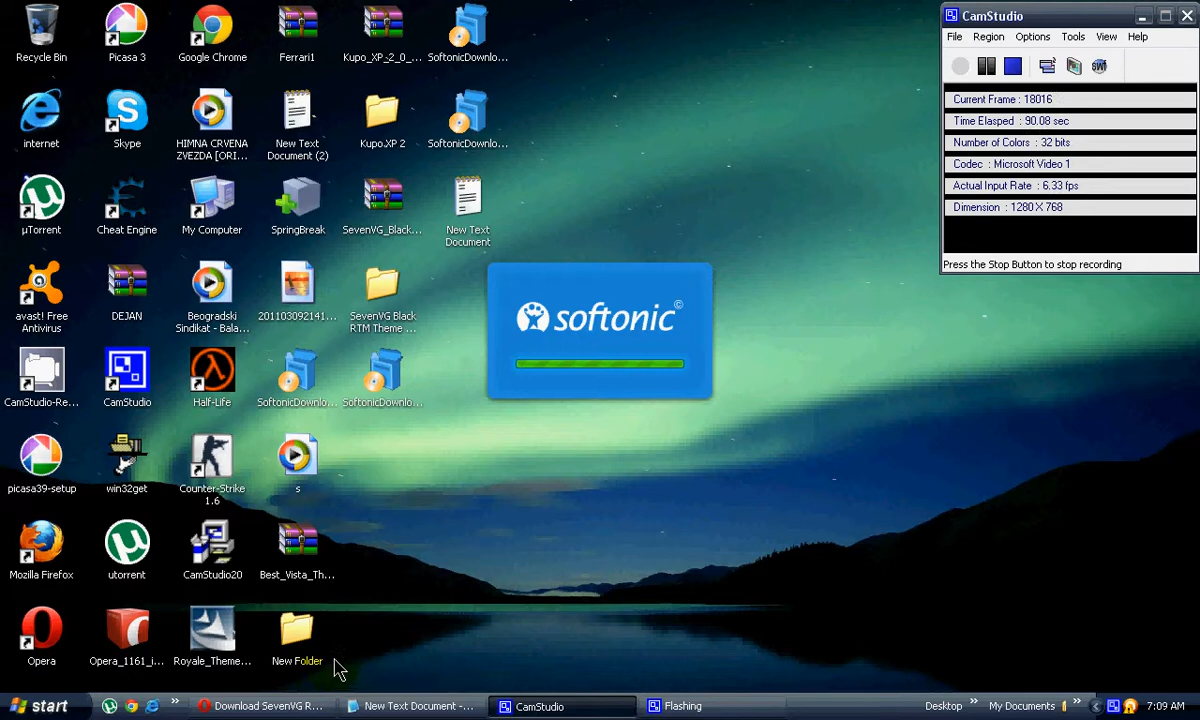 Recycle Bin
Picasa 3
Google Chrome
Ferrari1
Kupo_XP_2_0_...
SoftonicDownlo...
internet
Skype
HIMNA CRVENA
ZVEZDA [ORI...
New Text
Document (2)
Kupo.XP 2
SoftonicDownlo...
µTorrent
Cheat Engine
My Computer
SpringBreak
SevenVG_Black...
New Text
Document
avast! Free
Antivirus
DEJAN
Beogradski
Sindikat - Bala...
201103092141...
SevenVG Black
RTM Theme ...
CamStudio-Re...
CamStudio
Half-Life
SoftonicDownlo...
SoftonicDownlo...
picasa39-setup
win32get
Counter-Strike
1.6
s
Mozilla Firefox
utorrent
CamStudio20
Best_Vista_Th...
Opera
Opera_1161_i...
Royale_Theme...
New Folder
softonic©
CamStudio
File Region Options Tools View Help
SWF
Current Frame : 18016
Time Elasped : 90.08 sec
Number of Colors : 32 bits
Codec : Microsoft Video 1
Actual Input Rate : 6.33 fps
Dimension : 1280 X 768
Press the Stop Button to stop recording
start
Download SevenVG R...
New Text Document -...
CamStudio
Flashing
Desktop
My Documents
7:09 AM